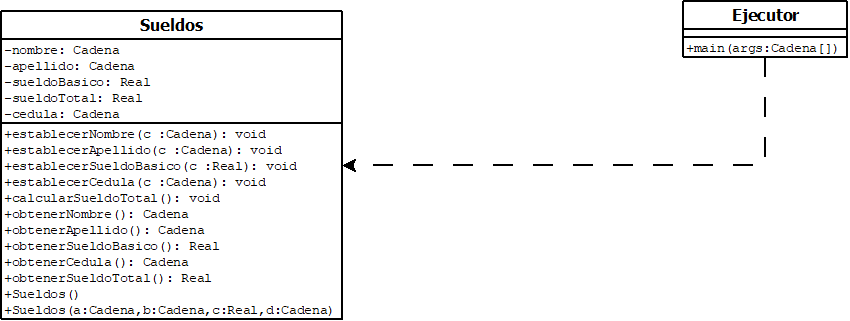 Sueldos
-nombre: Cadena
-apellido: Cadena
-sueldoBasico: Real
-sueldoTotal: Real
-cedula: Cadena
+establecerNombre(c :Cadena): void
+establecerApellido(c :Cadena): void
+establecerSueldoBasico(c :Real): void
+establecerCedula(c :Cadena): void
+calcularSueldoTotal(): void
+obtenerNombre(): Cadena
+obtenerApellido(): Cadena
+obtenerSueldoBasico(): Real
+obtenerCedula(): Cadena
+obtenerSueldoTotal(): Real
+Sueldos()
+Sueldos(a:Cadena,b:Cadena,c:Real,d:Cadena)
Ejecutor
+main(args:Cadena[])